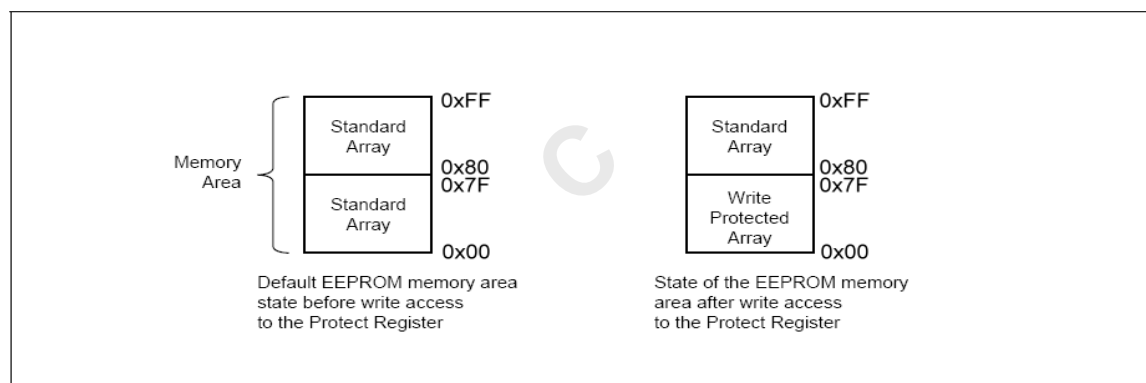 0xFF
Standard
Array
0x80
0x7F
Standard
Array
0x00
Memory
Area
Default EEPROM memory area
state before write access
to the Protect Register
C
0xFF
Standard
Array
0x80
0x7F
Write
Protected
Array
0x00
State of the EEPROM memory
area after write access
to the Protect Register